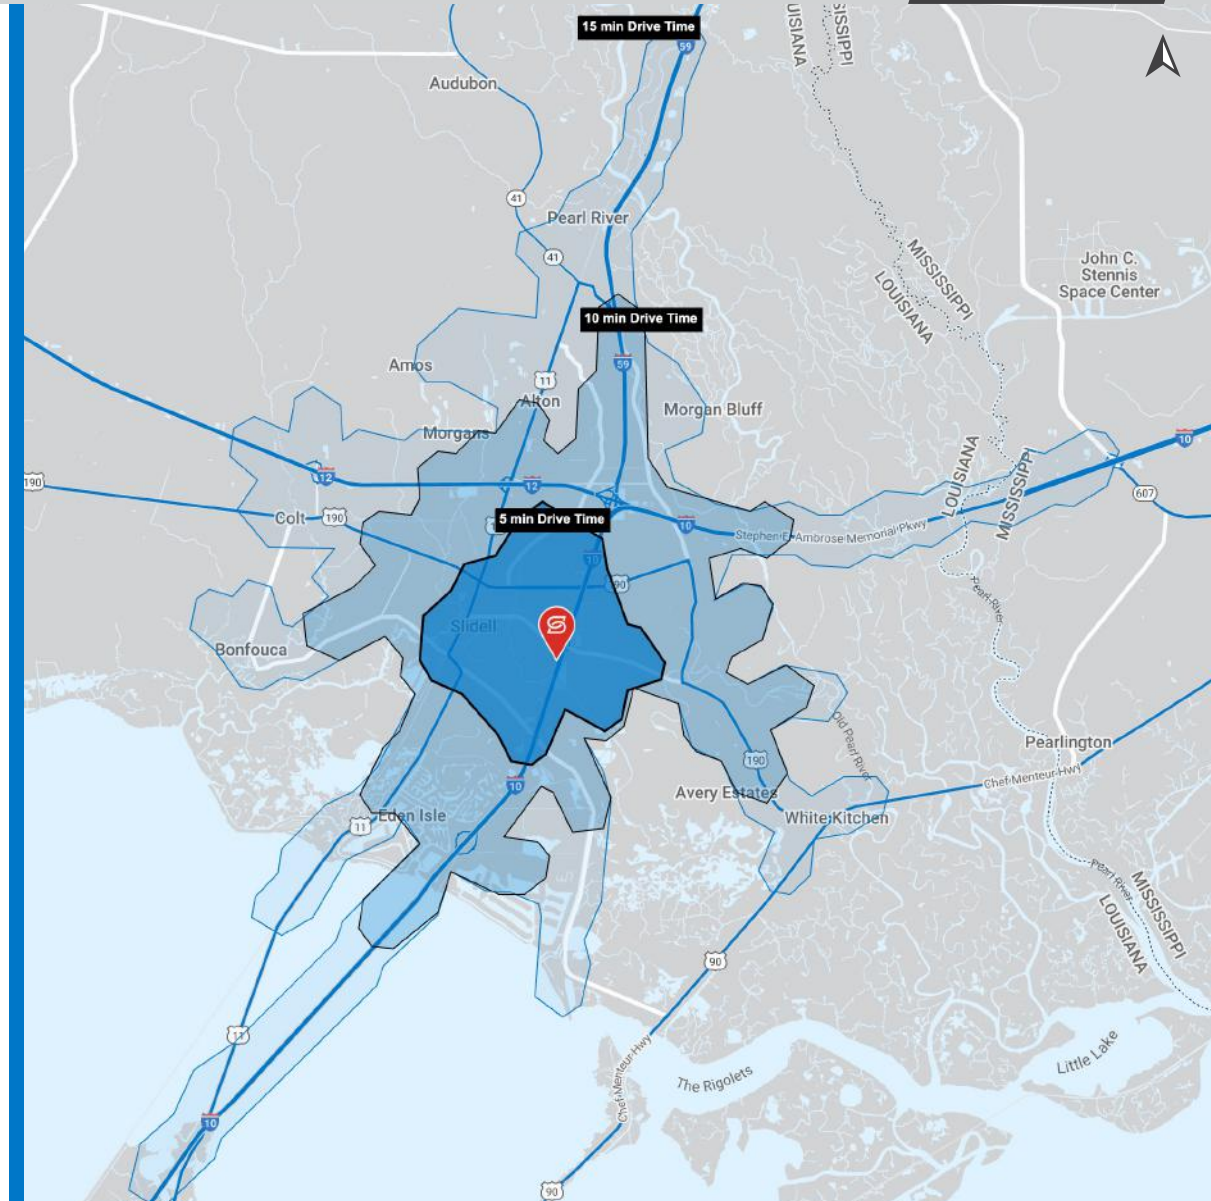 15 min Drive Time
59
LOUISIANA
MISSISSIPPI
Audubon
41
Pearl River
41
MISSISSIPPI
LOUISIANA
John C.
Stennis
Space Center
10 min Drive Time
59
Amos
11
Alton
Morgan Bluff
Morgans
10
LOUISIANA
MISSISSIPPI
12
190
12
607
Colt
190
5 min Drive Time
10
Stephen E. Ambrose Memorial Pkwy
10
190
Pearl River
Slidell
S
Bonfouca
Old Pearl River
Pearlington
190
10
Chef Menteur Hwy
Avery Estates
White Kitchen
Eden Isle
11
Pearl River
MISSISSIPPI
LOUISIANA
90
11
Chef Menteur Hwy
The Rigolets
Little Lake
10
90